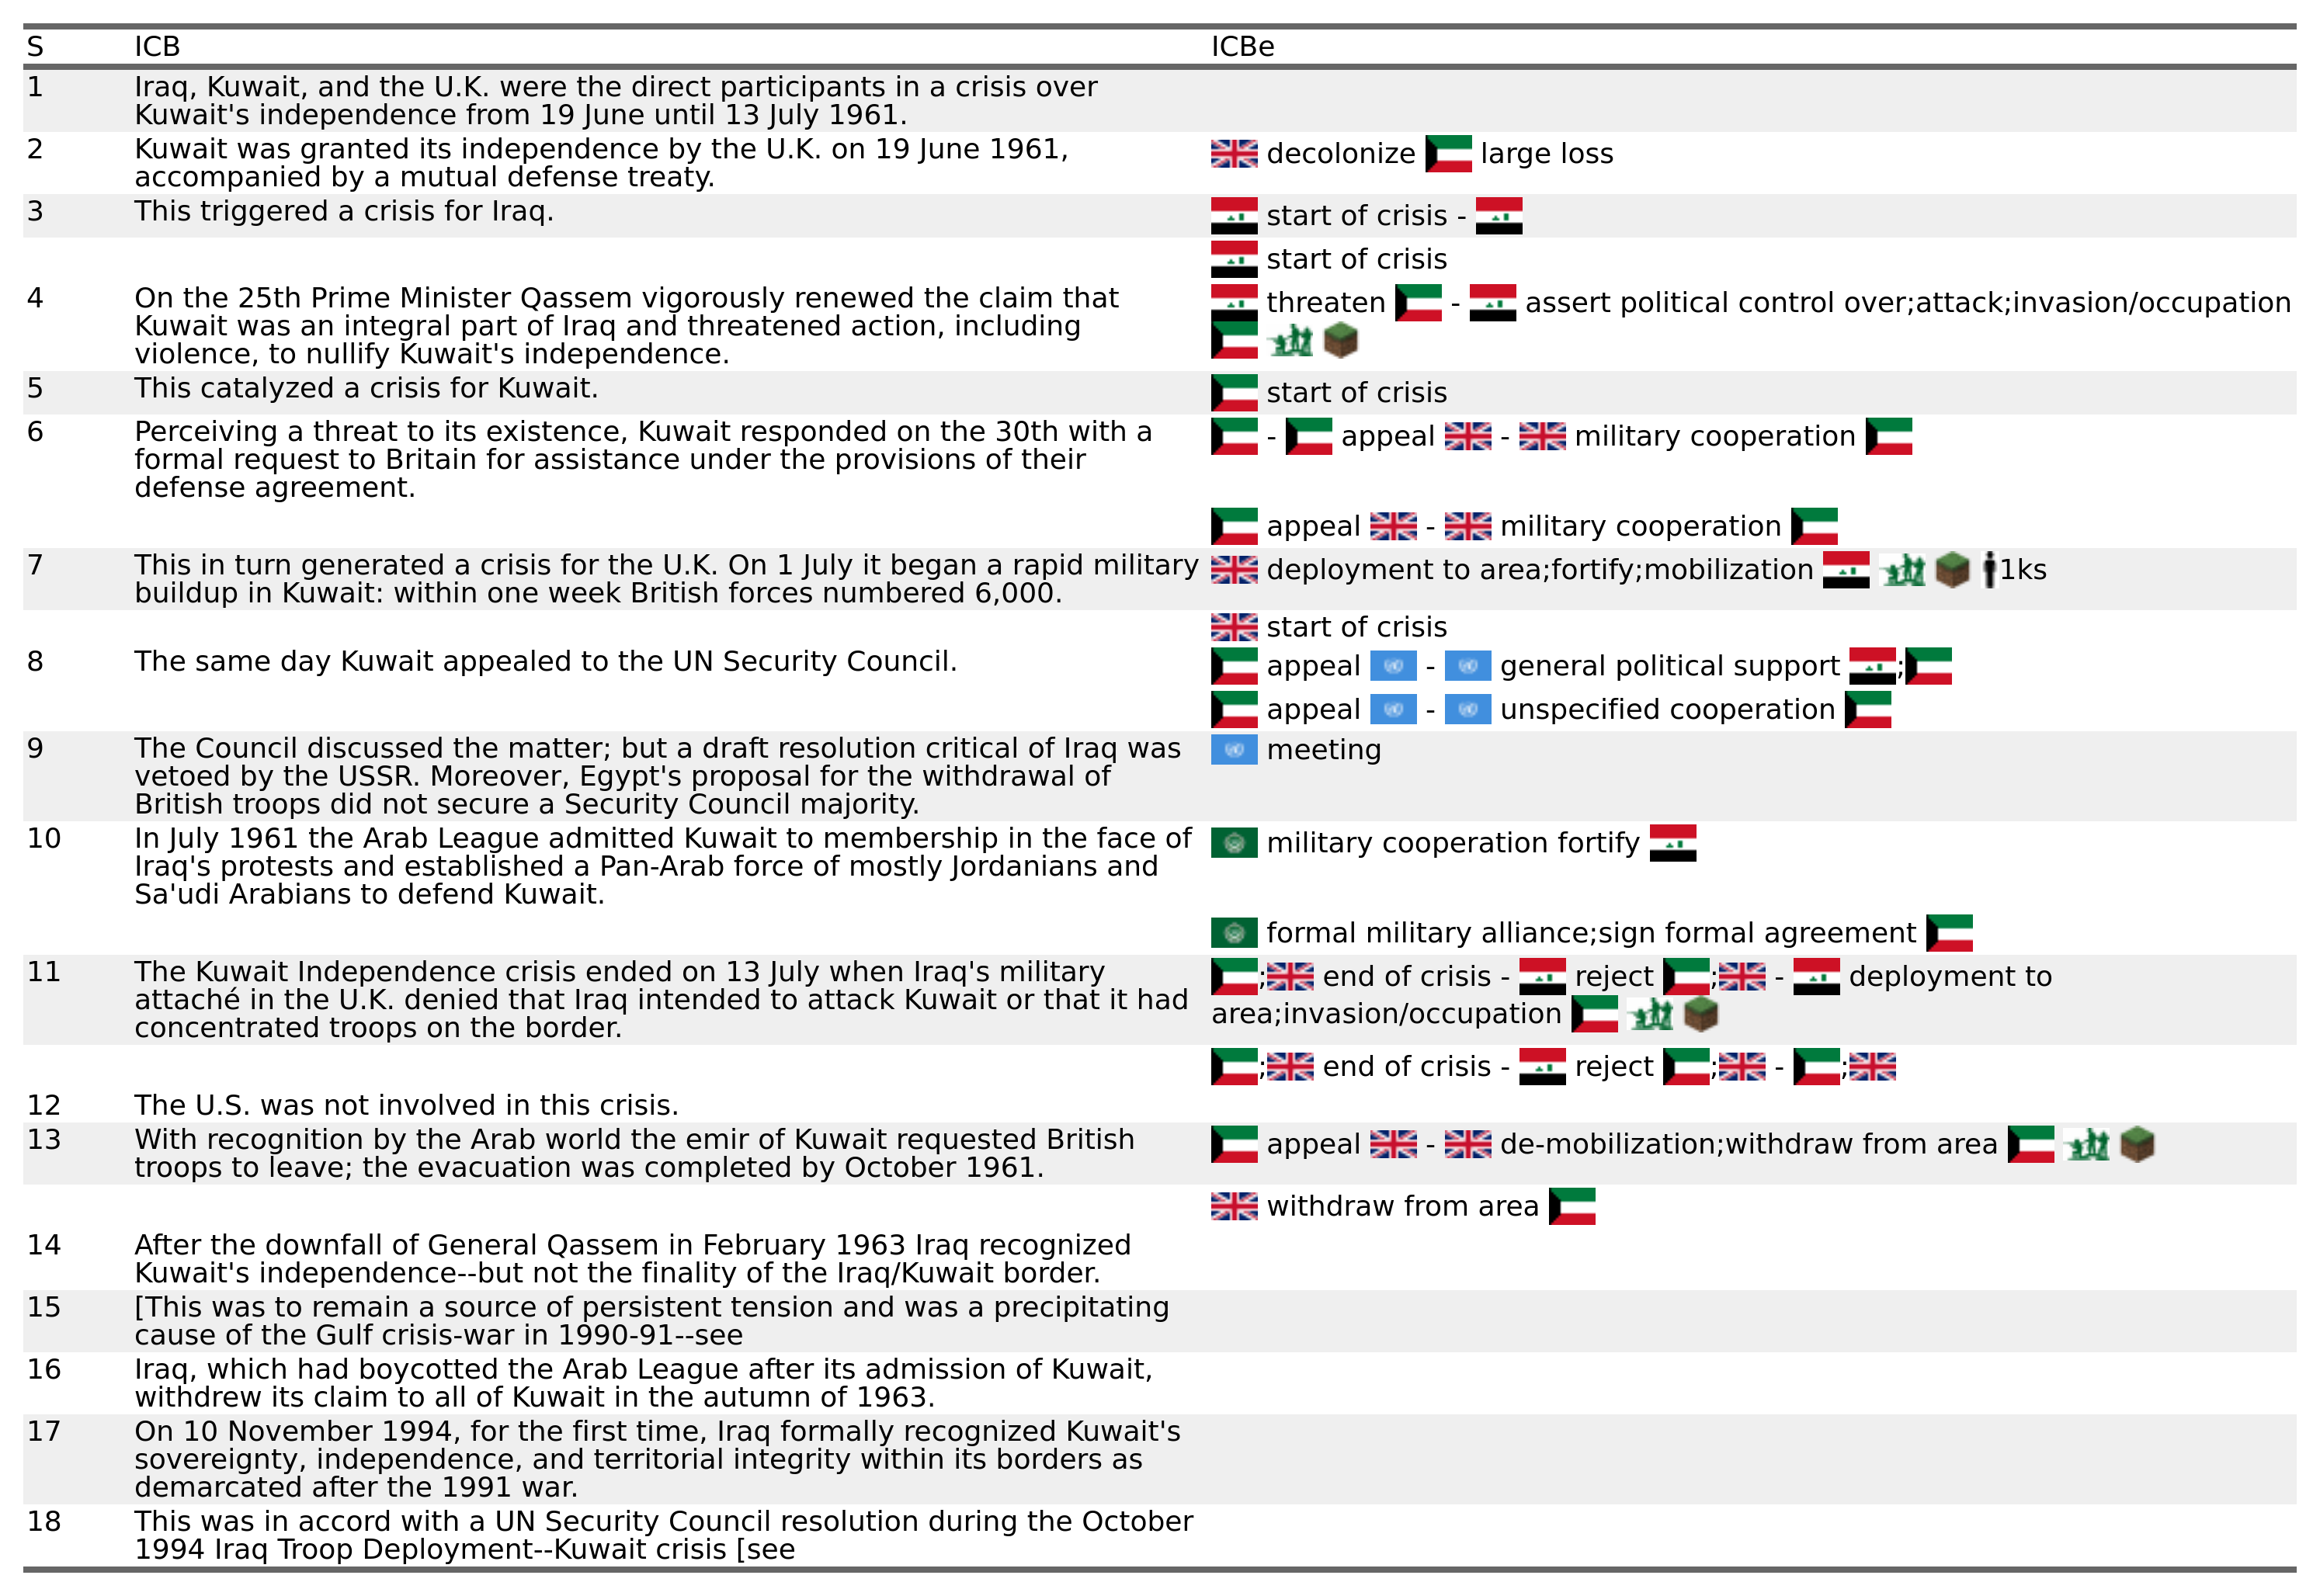 S ICB ICBe
1 Iraq, Kuwait, and the U.K. were the direct participants in a crisis over
Kuwait's independence from 19 June until 13 July 1961.
2 Kuwait was granted its independence by the U.K. on 19 June 1961, decolonize large loss
accompanied by a mutual defense treaty.
3 This triggered a crisis for Iraq. start of crisis -
start of crisis
4 On the 25th Prime Minister Qassem vigorously renewed the claim that threaten - assert political control over;attack;invasion/occupation
Kuwait was an integral part of Iraq and threatened action, including
violence, to nullify Kuwait's independence.
5 This catalyzed a crisis for Kuwait. start of crisis
6 Perceiving a threat to its existence, Kuwait responded on the 30th with a - appeal - military cooperation
formal request to Britain for assistance under the provisions of their
defense agreement.
appeal - military cooperation
7 This in turn generated a crisis for the U.K. On 1 July it began a rapid military deployment to area;fortify;mobilization 1ks
buildup in Kuwait: within one week British forces numbered 6,000.
start of crisis
8 The same day Kuwait appealed to the UN Security Council. appeal - general political support ;
appeal - unspecified cooperation
9 The Council discussed the matter; but a draft resolution critical of Iraq was meeting
vetoed by the USSR. Moreover, Egypt's proposal for the withdrawal of
British troops did not secure a Security Council majority.
10 In July 1961 the Arab League admitted Kuwait to membership in the face of military cooperation fortify
Iraq's protests and established a Pan-Arab force of mostly Jordanians and
Sa'udi Arabians to defend Kuwait.
formal military alliance;sign formal agreement
11 The Kuwait Independence crisis ended on 13 July when Iraq's military ; end of crisis - reject ; - deployment to
attaché in the U.K. denied that Iraq intended to attack Kuwait or that it had area;invasion/occupation
concentrated troops on the border.
; end of crisis - reject ; - ;
12 The U.S. was not involved in this crisis.
13 With recognition by the Arab world the emir of Kuwait requested British appeal - de-mobilization;withdraw from area
troops to leave; the evacuation was completed by October 1961.
withdraw from area
14 After the downfall of General Qassem in February 1963 Iraq recognized
Kuwait's independence--but not the finality of the Iraq/Kuwait border.
15 [This was to remain a source of persistent tension and was a precipitating
cause of the Gulf crisis-war in 1990-91--see
16 Iraq, which had boycotted the Arab League after its admission of Kuwait,
withdrew its claim to all of Kuwait in the autumn of 1963.
17 On 10 November 1994, for the first time, Iraq formally recognized Kuwait's
sovereignty, independence, and territorial integrity within its borders as
demarcated after the 1991 war.
18 This was in accord with a UN Security Council resolution during the October
1994 Iraq Troop Deployment--Kuwait crisis [see